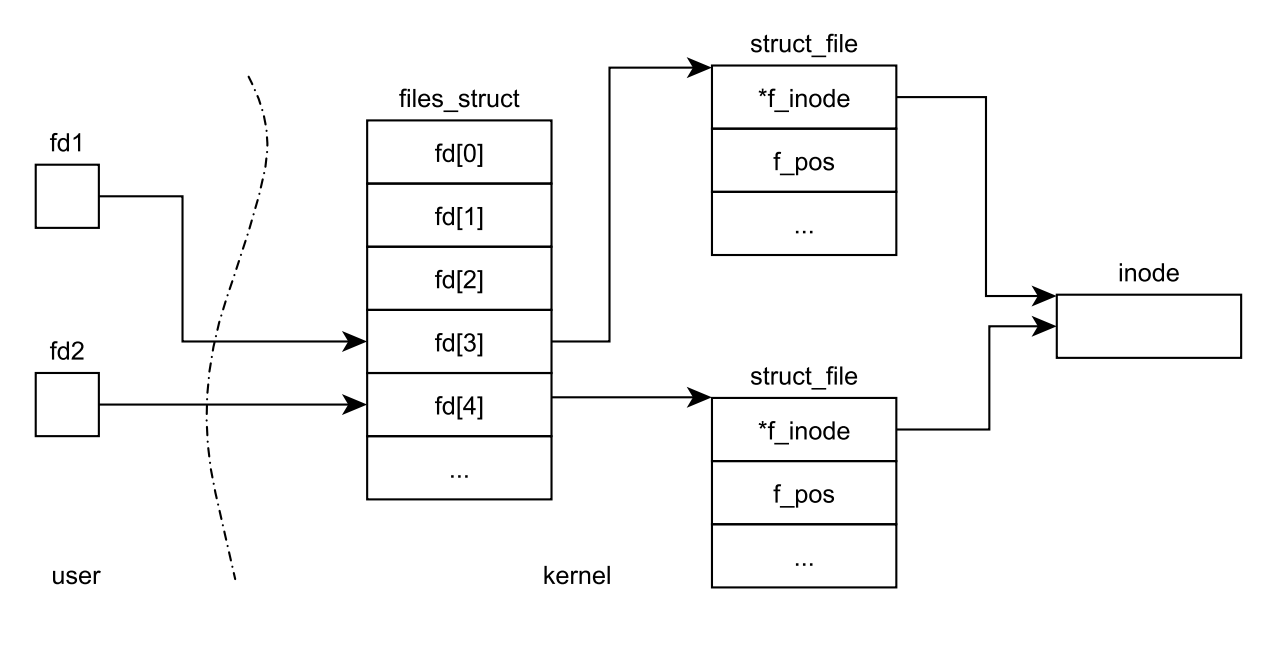 fd1
fd2
user
files_struct
fd[0]
fd[1]
fd[2]
fd[3]
fd[4]
...
kernel
struct_file
*f_inode
f_pos
...
struct_file
*f_inode
f_pos
...
inode